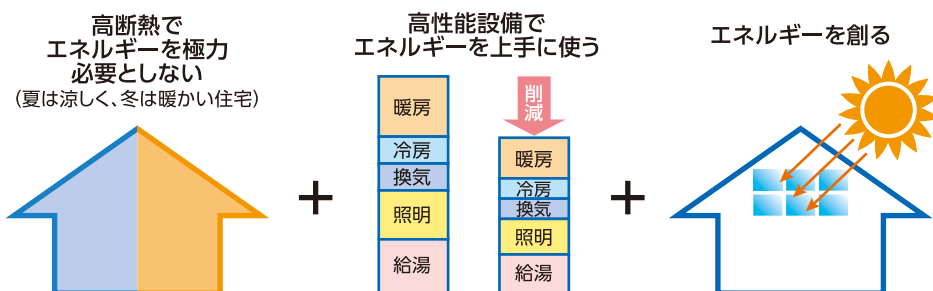 高断熱で
エネルギーを極力
必要としない
(夏は涼しく、冬は暖かい住宅)
高性能設備で
エネルギーを上手に使う
暖房
冷房
換気
照明
給湯
削減
暖房
冷房
換気
照明
給湯
エネルギーを創る